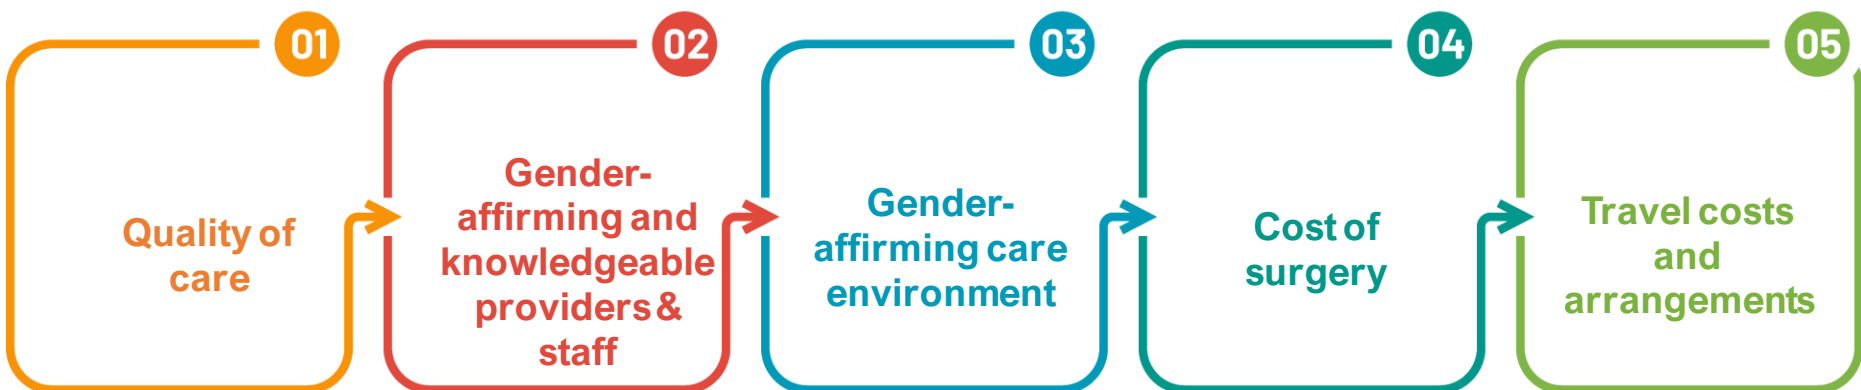 01
Quality of
care
02
Gender-
affirming and
knowledgeable
providers &
staff
03
Gender-
affirming care
environment
04
Cost of
surgery
05
Travel costs
and
arrangements